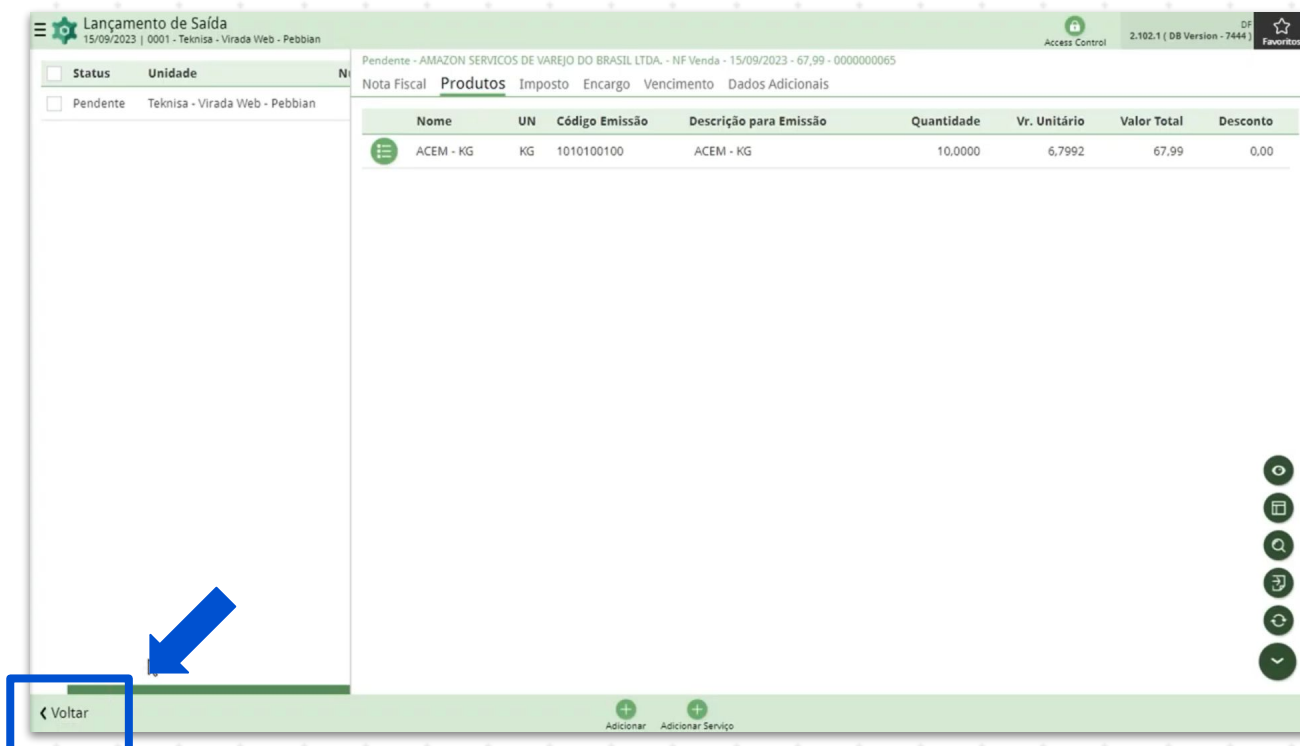 Lançamento de Saída
15/09/2023 | 0001 - Teknisa - Virada Web - Pebbian
Access Control
DF
2.102.1 ( DB Version - 7444 )
Favoritos
Status Unidade
Pendente Teknisa - Virada Web - Pebbian
Pendente - AMAZON SERVICOS DE VAREJO DO BRASIL LTDA. - NF Venda - 15/09/2023 - 67,99 - 0000000065
Nota Fiscal Produtos Imposto Encargo Vencimento Dados Adicionais
Nome UN Código Emissão Descrição para Emissão Quantidade Vr. Unitário Valor Total Desconto
ACEM - KG KG 1010100100 ACEM - KG 10,0000 6,7992 67,99 0,00
Voltar
Adicionar Adicionar Serviço